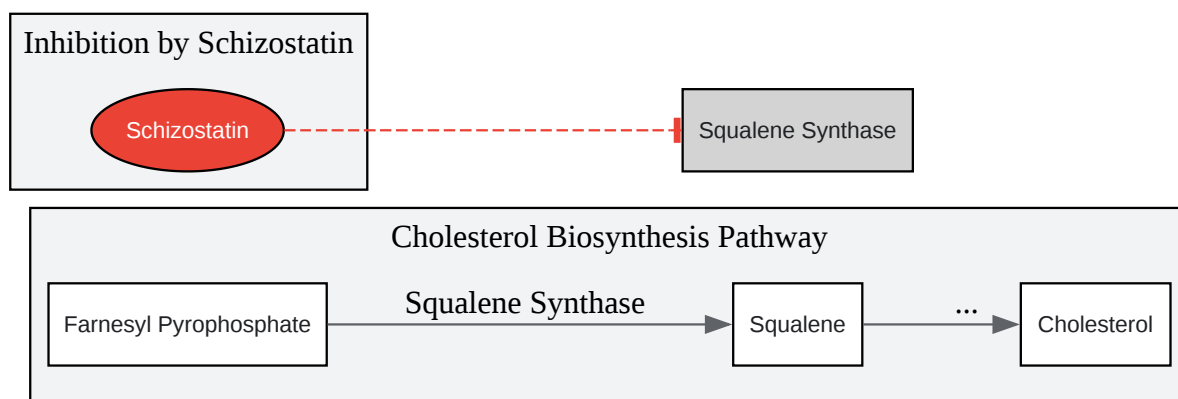 Inhibition by Schizostatin
Schizostatin
Squalene Synthase
Cholesterol Biosynthesis Pathway
Farnesyl Pyrophosphate
Squalene Synthase
Squalene
...
Cholesterol